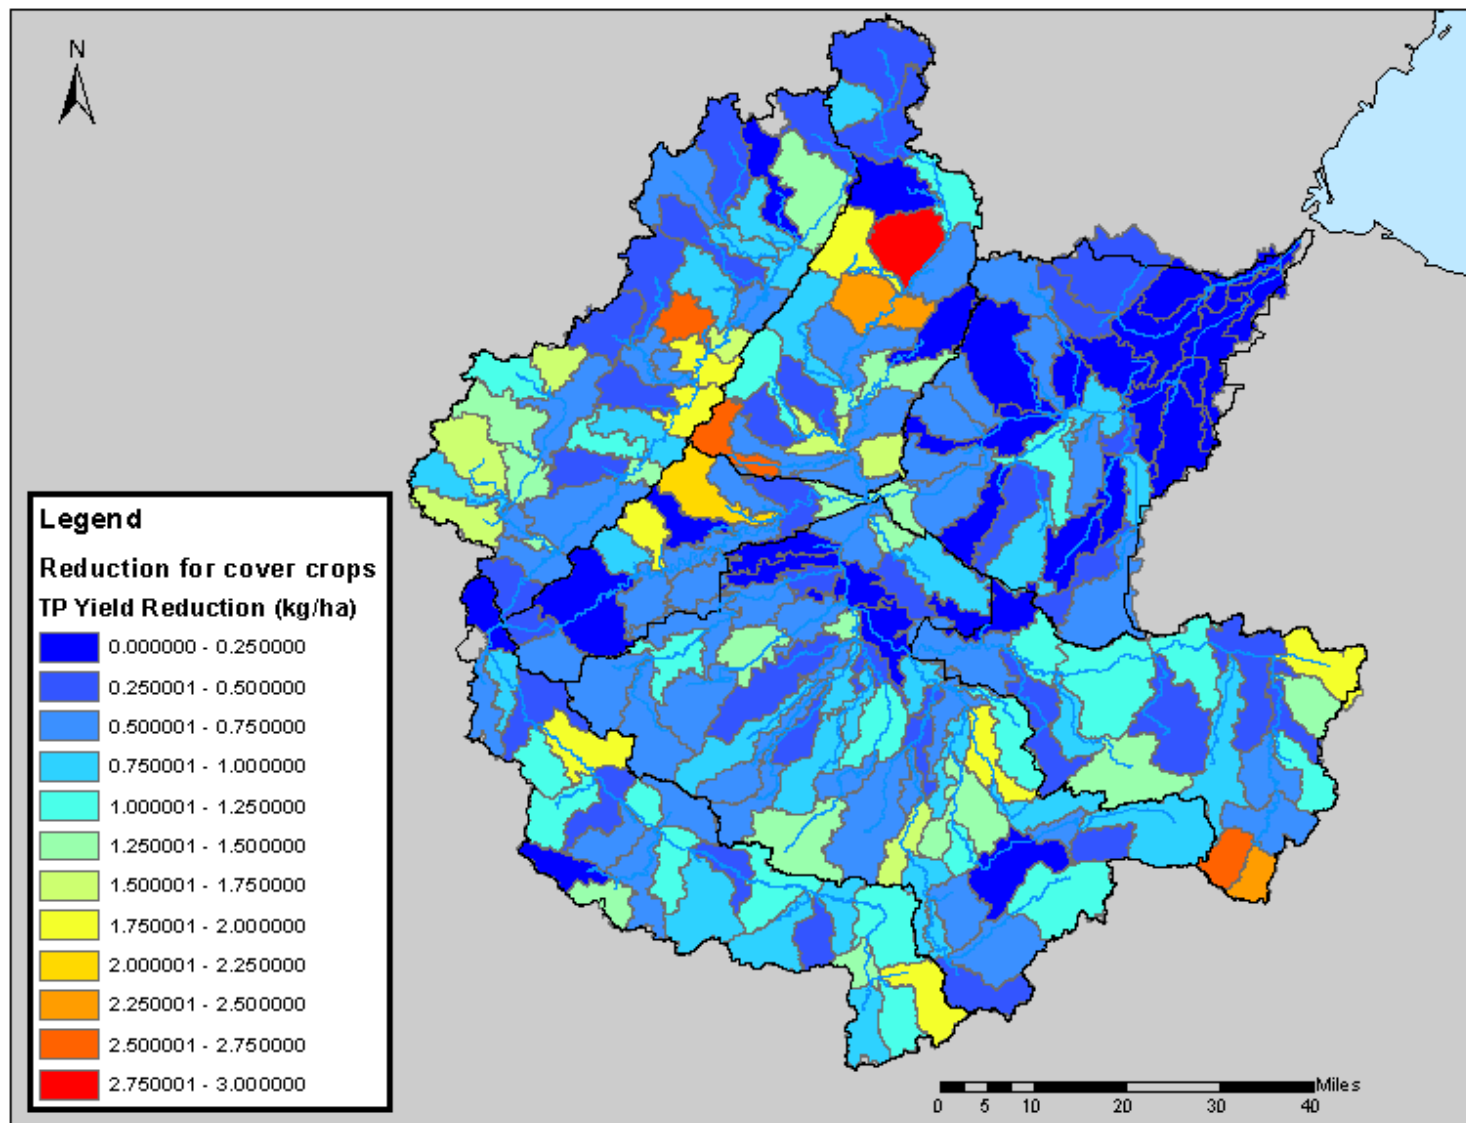 N
Legend
Reduction for cover crops
TP Yield Reduction (kg/ha)
0.000000 - 0.250000
0.250001 - 0.500000
0.500001 - 0.750000
0.750001 - 1.000000
1.000001 - 1.250000
1.250001 - 1.500000
1.500001 - 1.750000
1.750001 - 2.000000
2.000001 - 2.250000
2.250001 - 2.500000
2.500001 - 2.750000
2.750001 - 3.000000
Miles
0 5 10 20 30 40